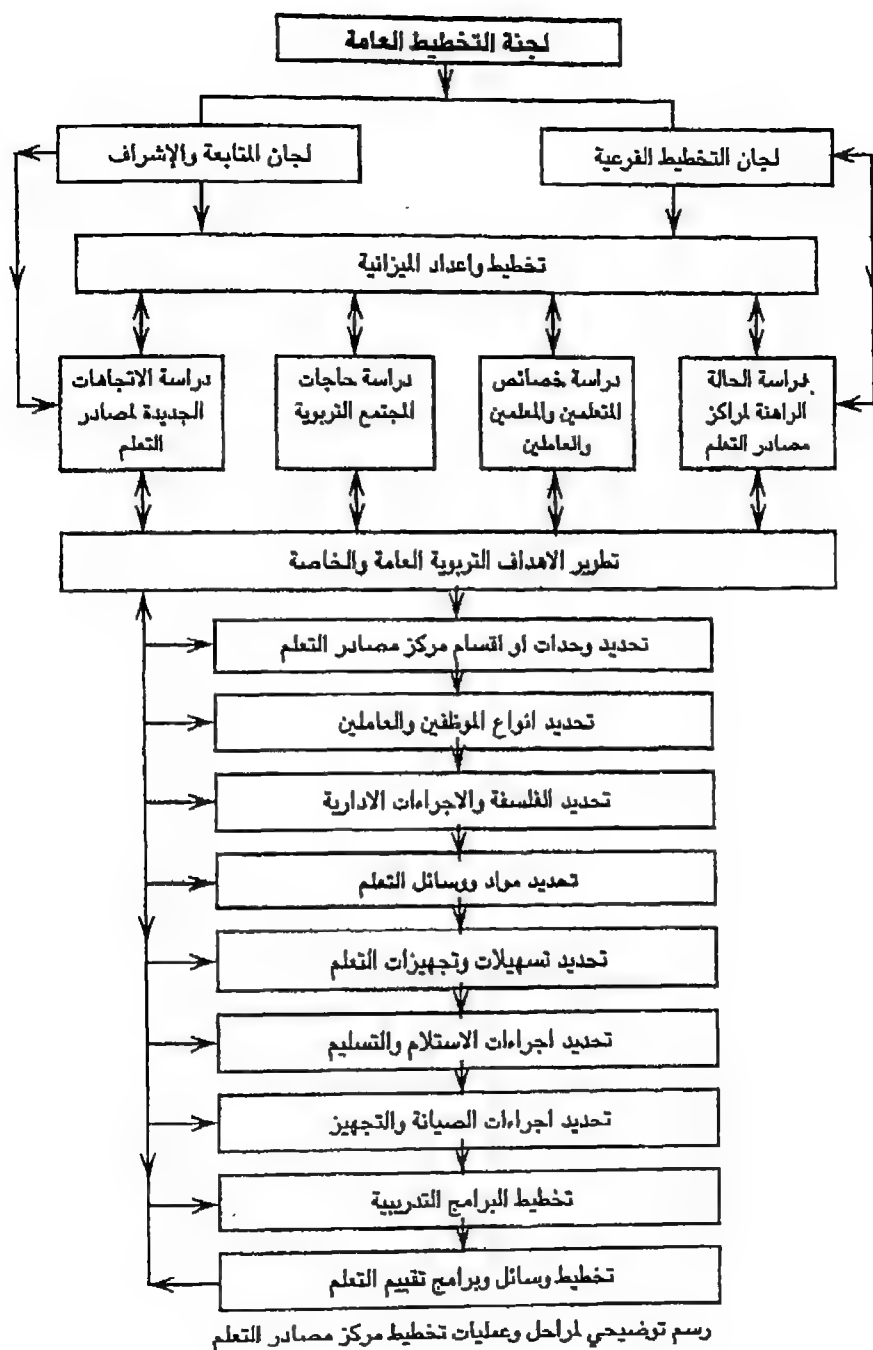 لجنة التخطيط العامة
لجان التخطيط الفرعية
لجان المتابعة والإشراف
تخطيط واعداد الميزانية
دراسة الحالة
الراهنة لمراكز
مصادر التعلم
دراسة خصائص
المتعلمين والمعلمين
والعاملين
دراسة حاجات
المجتمع التربوية
دراسة الاتجاهات
الجديدة لمصادر
التعلم
تطوير الاهداف التربوية العامة والخاصة
تحديد وحدات او اقسام مركز مصادر التعلم
تحديد انواع الموظفين والعاملين
تحديد الفلسفة والاجراءات الادارية
تحديد مواد ووسائل التعلم
تحديد تسهيلات وتجهيزات التعلم
تحديد اجراءات الاستلام والتسليم
تحديد اجراءات الصيانة والتجهيز
تخطيط البرامج التدريبية
تخطيط وسائل وبرامج تقييم التعلم
رسم توضيحي لمراحل وعمليات تخطيط مركز مصادر التعلم